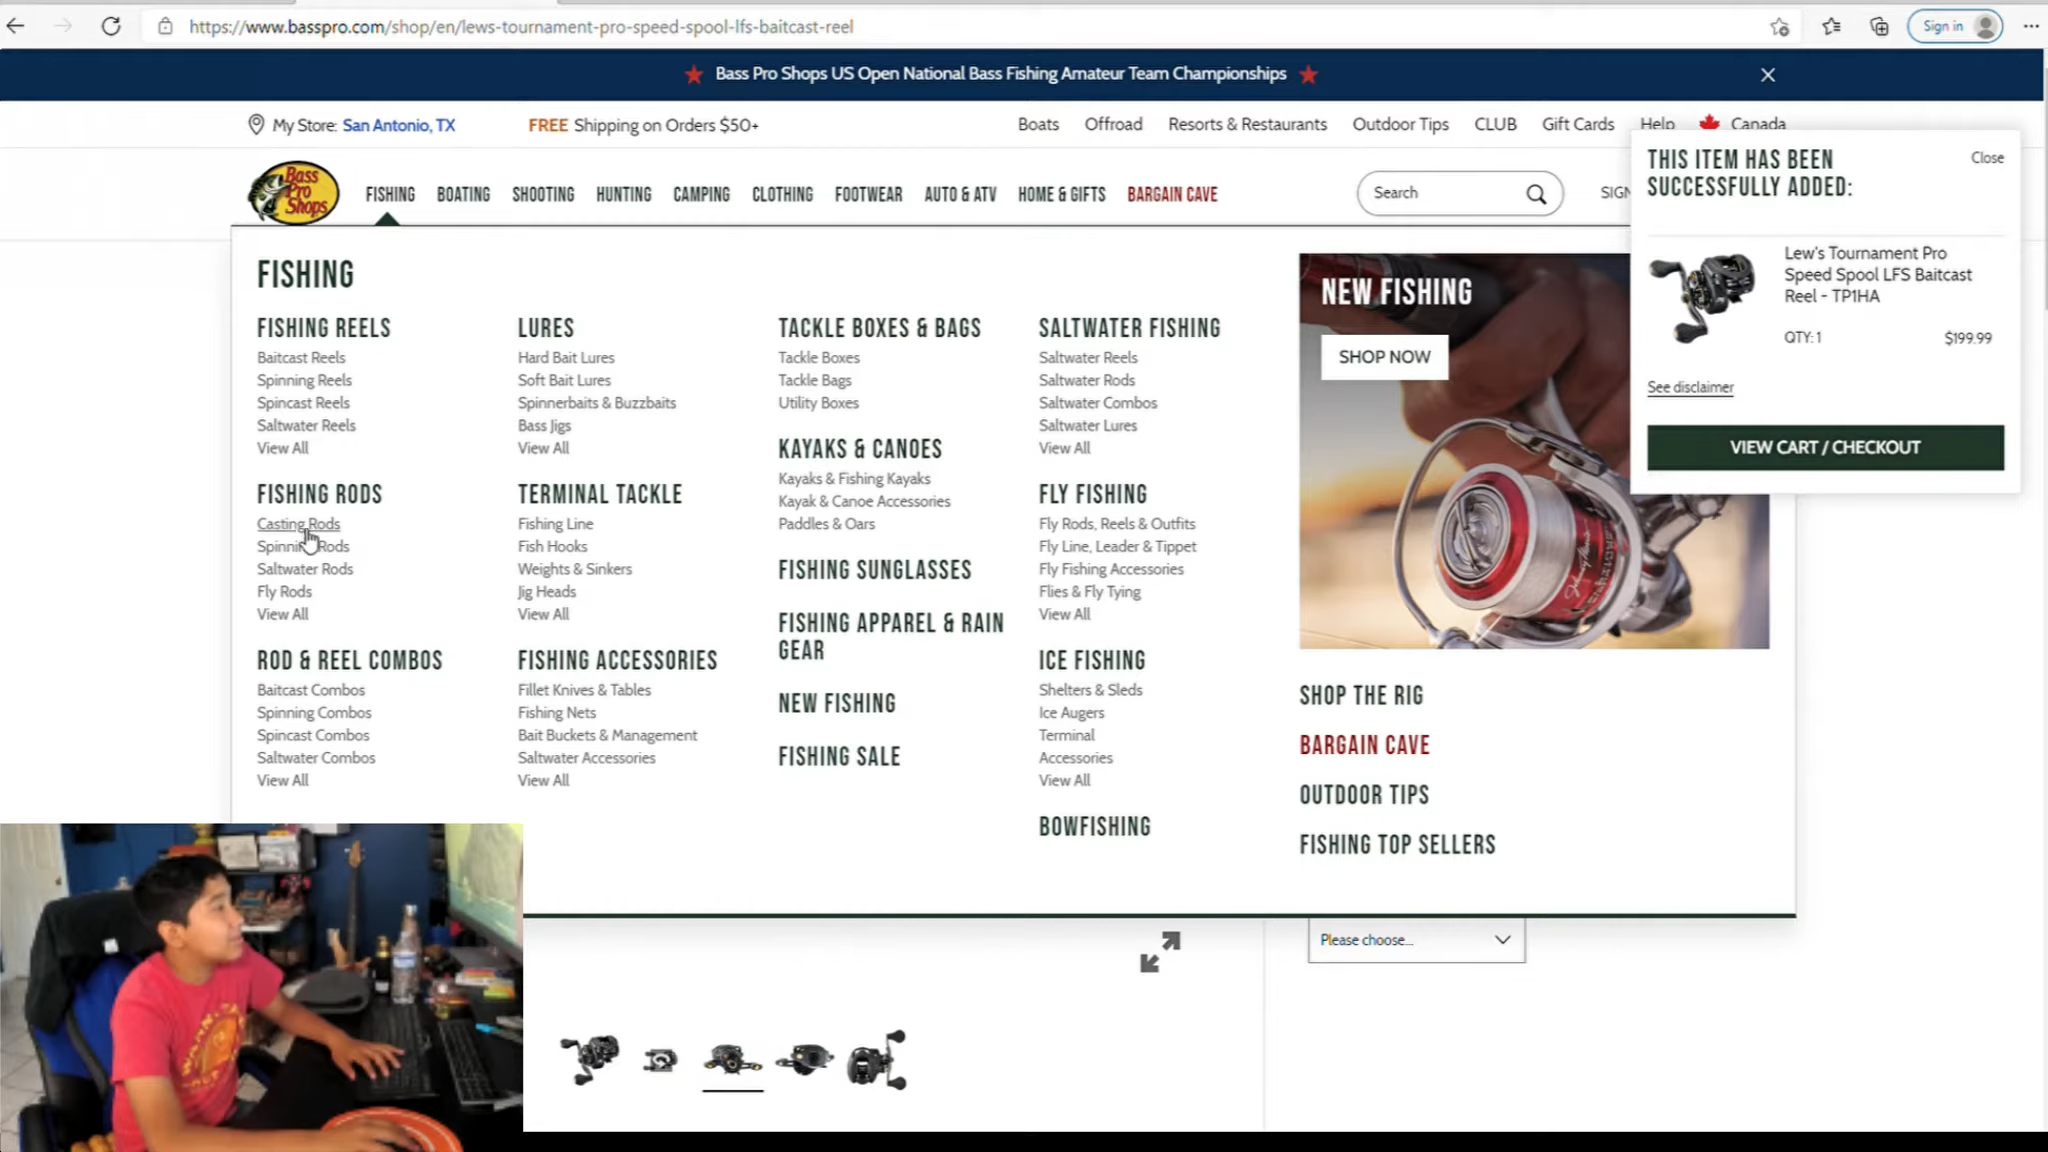 https://www.basspro.com/shop/en/lews-tournament-pro-speed-spool-lfs-baitcast-reel
Sign in
Bass Pro Shops US Open National Bass Fishing Amateur Team Championships
My Store: San Antonio, TX
FREE Shipping on Orders $50+
Boats
Offroad
Resorts & Restaurants
Outdoor Tips
CLUB
Gift Cards
Help
Canada
Bass
Pro
Shops
FISHING
BOATING
SHOOTING
HUNTING
CAMPING
CLOTHING
FOOTWEAR
AUTO & ATV
HOME & GIFTS
BARGAIN CAVE
Search
SIGN
THIS ITEM HAS BEEN
SUCCESSFULLY ADDED:
Close
Lew's Tournament Pro
Speed Spool LFS Baitcast
Reel - TP1HA
QTY: 1
$199.99
See disclaimer
VIEW CART / CHECKOUT
FISHING
FISHING REELS
Baitcast Reels
Spinning Reels
Spincast Reels
Saltwater Reels
View All
FISHING RODS
Casting Rods
Spinning Rods
Saltwater Rods
Fly Rods
View All
ROD & REEL COMBOS
Baitcast Combos
Spinning Combos
Spincast Combos
Saltwater Combos
View All
LURES
Hard Bait Lures
Soft Bait Lures
Spinnerbaits & Buzzbaits
Bass Jigs
View All
TERMINAL TACKLE
Fishing Line
Fish Hooks
Weights & Sinkers
Jig Heads
View All
FISHING ACCESSORIES
Fillet Knives & Tables
Fishing Nets
Bait Buckets & Management
Saltwater Accessories
View All
TACKLE BOXES & BAGS
Tackle Boxes
Tackle Bags
Utility Boxes
KAYAKS & CANOES
Kayaks & Fishing Kayaks
Kayak & Canoe Accessories
Paddles & Oars
FISHING SUNGLASSES
FISHING APPAREL & RAIN
GEAR
NEW FISHING
FISHING SALE
SALTWATER FISHING
Saltwater Reels
Saltwater Rods
Saltwater Combos
Saltwater Lures
View All
FLY FISHING
Fly Rods, Reels & Outfits
Fly Line, Leader & Tippet
Fly Fishing Accessories
Flies & Fly Tying
View All
ICE FISHING
Shelters & Sleds
Ice Augers
Terminal
Accessories
View All
BOWFISHING
NEW FISHING
SHOP NOW
SHOP THE RIG
BARGAIN CAVE
OUTDOOR TIPS
FISHING TOP SELLERS
Please choose...